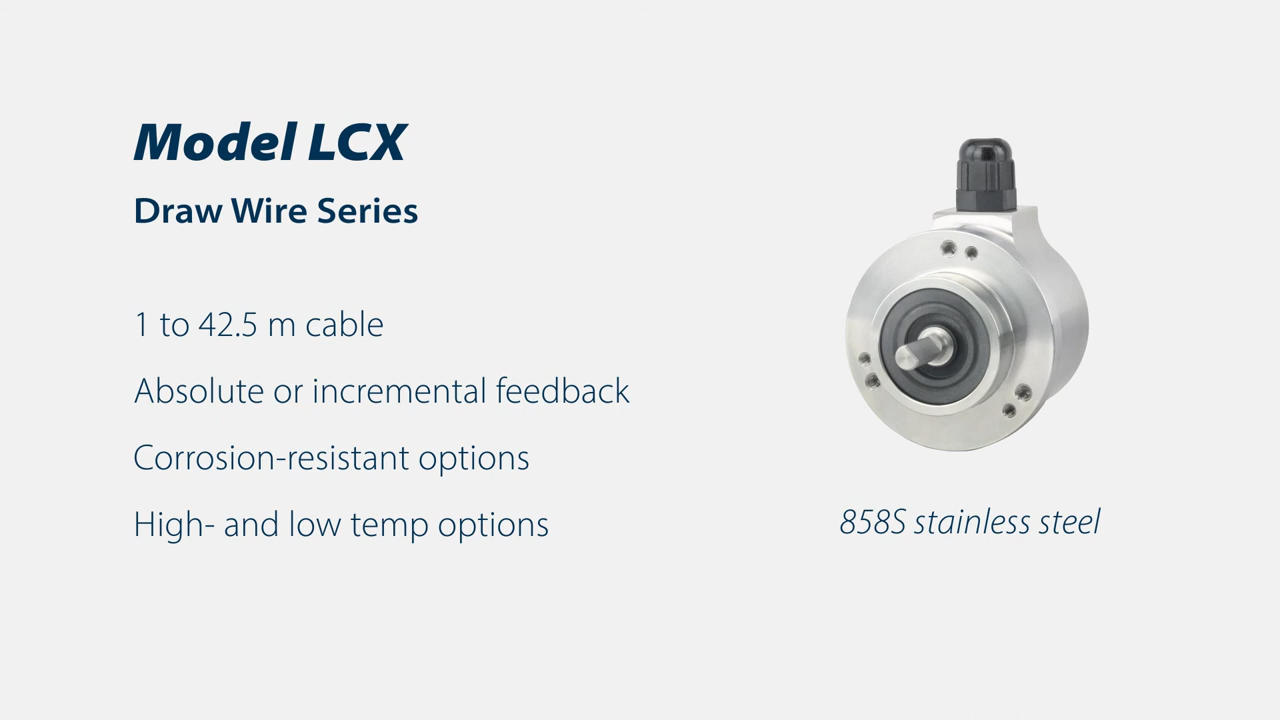 Model LCX
Draw Wire Series
1 to 42.5 m cable
Absolute or incremental feedback
Corrosion-resistant options
High- and low temp options
858S stainless steel